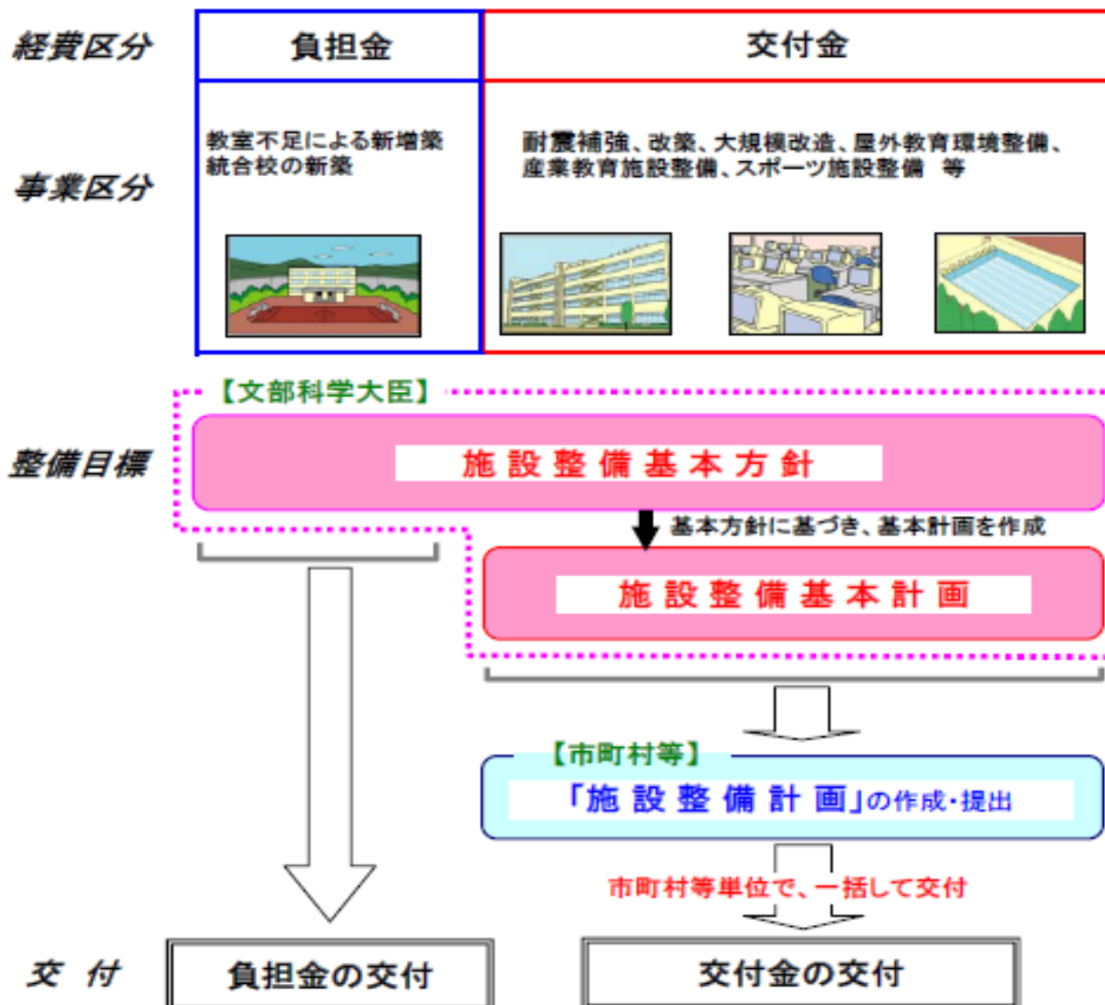 経費区分
負担金
交付金
事業区分
教室不足による新増築
統合校の新築
耐震補強、改築、大規模改造、屋外教育環境整備、
産業教育施設整備、スポーツ施設整備 等
【文部科学大臣】
整備目標
施設整備基本方針
基本方針に基づき、基本計画を作成
施設整備基本計画
【市町村等】
「施設整備計画」の作成・提出
市町村等単位で、一括して交付
交付
負担金の交付
交付金の交付